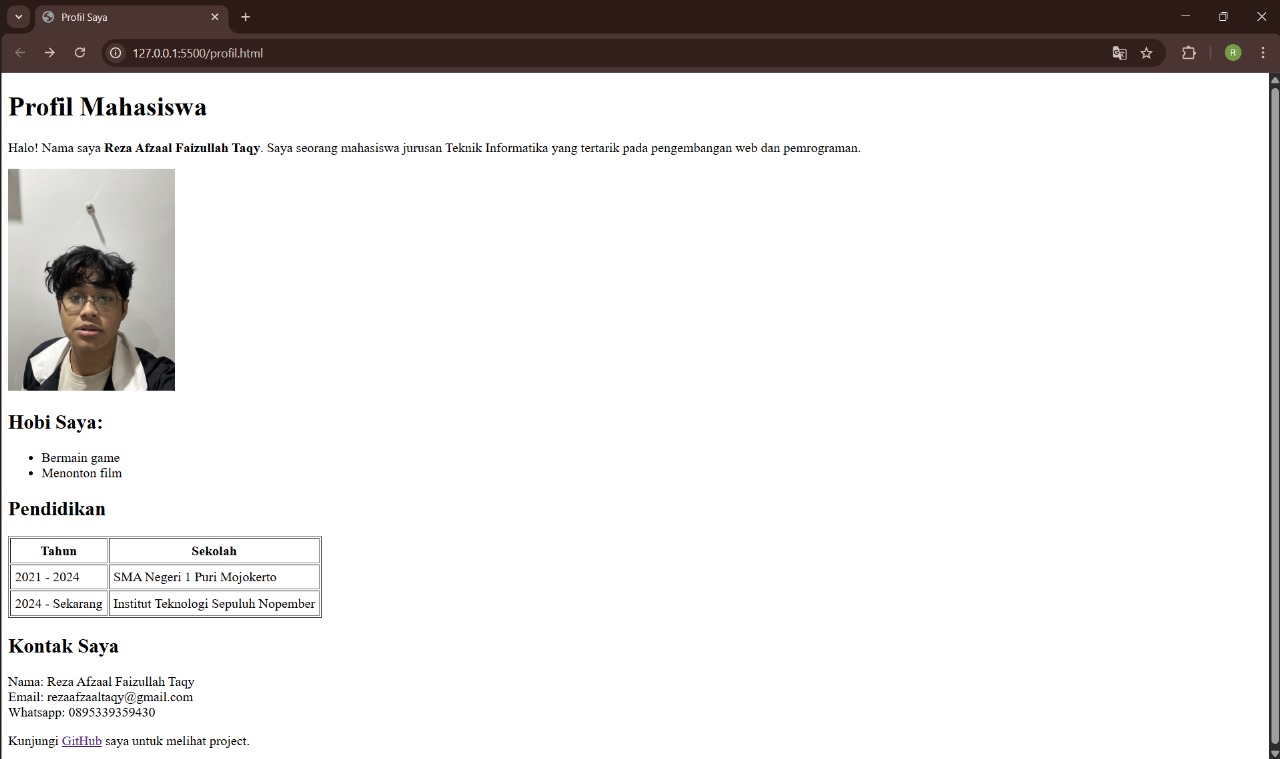 Profil Saya
127.0.0.1:5500/profil.html
R
Profil Mahasiswa
Halo! Nama saya Reza Afzaal Faizullah Taqy. Saya seorang mahasiswa jurusan Teknik Informatika yang tertarik pada pengembangan web dan pemrograman.
Hobi Saya:
• Bermain game
• Menonton film
Pendidikan
Tahun Sekolah
2021 - 2024 SMA Negeri 1 Puri Mojokerto
2024 - Sekarang Institut Teknologi Sepuluh Nopember
Kontak Saya
Nama: Reza Afzaal Faizullah Taqy
Email: rezaafzaaltaqy@gmail.com
Whatsapp: 0895339359430
Kunjungi GitHub saya untuk melihat project.